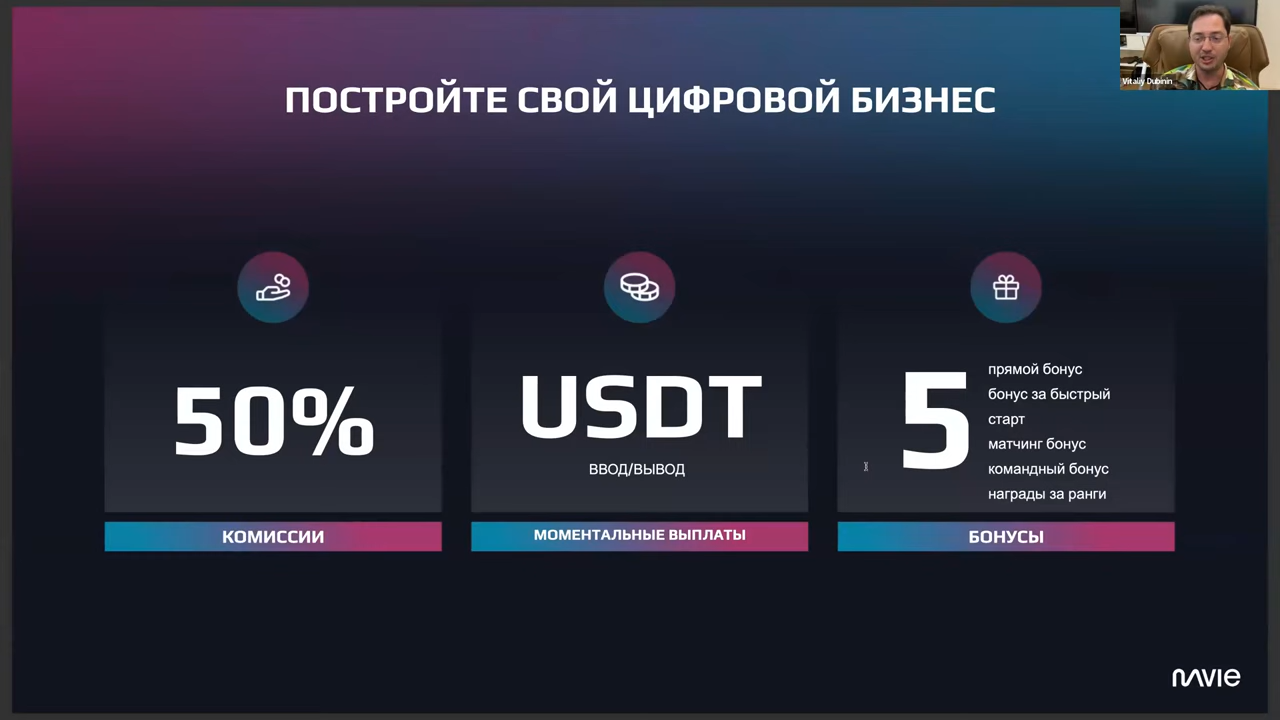 Vitaliy Dubinin
ПОСТРОЙТЕ СВОЙ ЦИФРОВОЙ БИЗНЕС
50%
КОМИССИИ
USDT
ВВОД/ВЫВОД
МОМЕНТАЛЬНЫЕ ВЫПЛАТЫ
5
прямой бонус
бонус за быстрый
старт
матчинг бонус
командный бонус
награды за ранги
БОНУСЫ
mavie